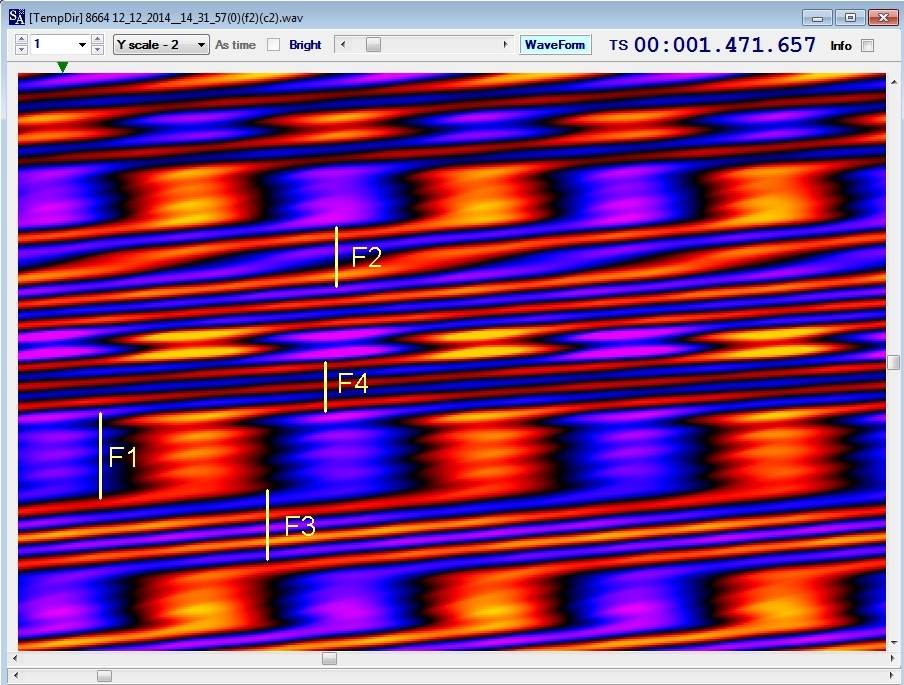 SA [TempDir] 8664 12_12_2014__14_31_57(0)(f2)(c2).wav
1 Y scale - 2 As time Bright WaveForm TS 00:001.471.657 Info
F2
F4
F1
F3